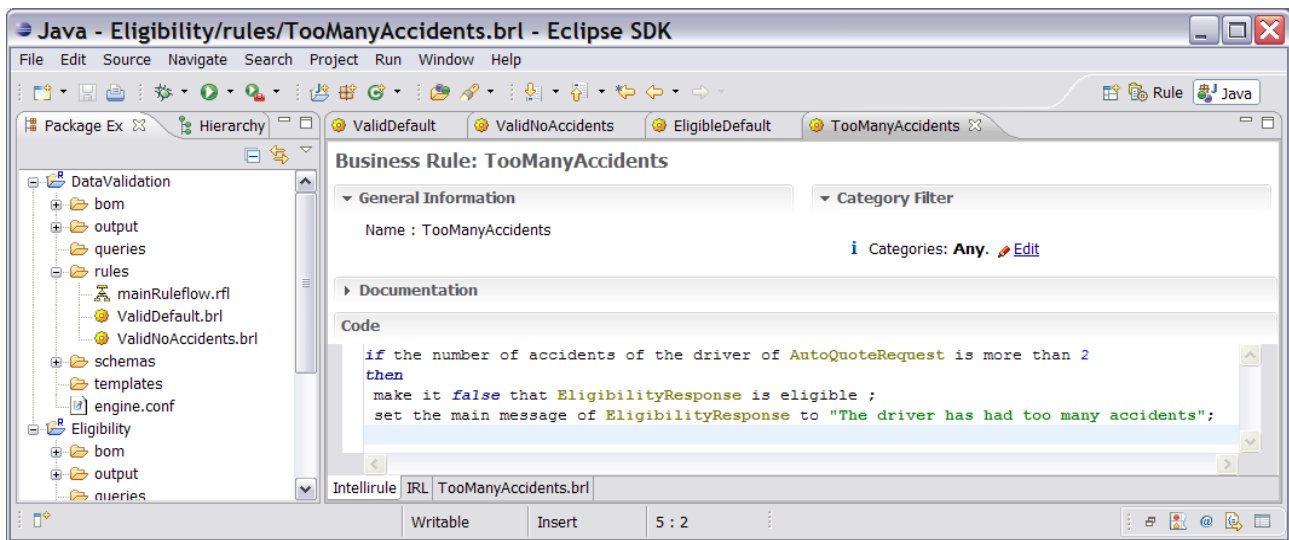 Java - Eligibility/rules/TooManyAccidents.brl - Eclipse SDK
File Edit Source Navigate Search Project Run Window Help
Rule Java
Package Ex Hierarchy
ValidDefault ValidNoAccidents EligibleDefault TooManyAccidents
DataValidation
bom
output
queries
rules
mainRuleflow.rfl
ValidDefault.brl
ValidNoAccidents.brl
schemas
templates
engine.conf
Eligibility
bom
output
queries
Business Rule: TooManyAccidents
General Information
Name : TooManyAccidents
Category Filter
i Categories: Any. Edit
Documentation
Code
if the number of accidents of the driver of AutoQuoteRequest is more than 2
then
make it false that EligibilityResponse is eligible ;
set the main message of EligibilityResponse to "The driver has had too many accidents";
Intellirule IRL TooManyAccidents.brl
Writable Insert 5 : 2